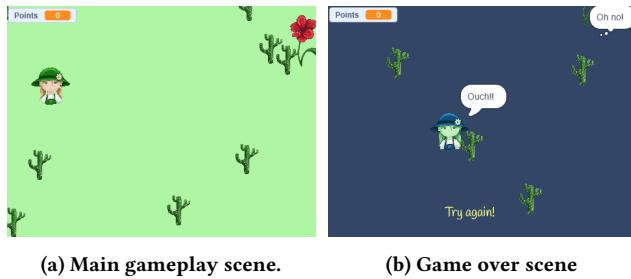 Points 0
Points 0
Oh no!
Ouch!!
Try again!
(a) Main gameplay scene.
(b) Game over scene